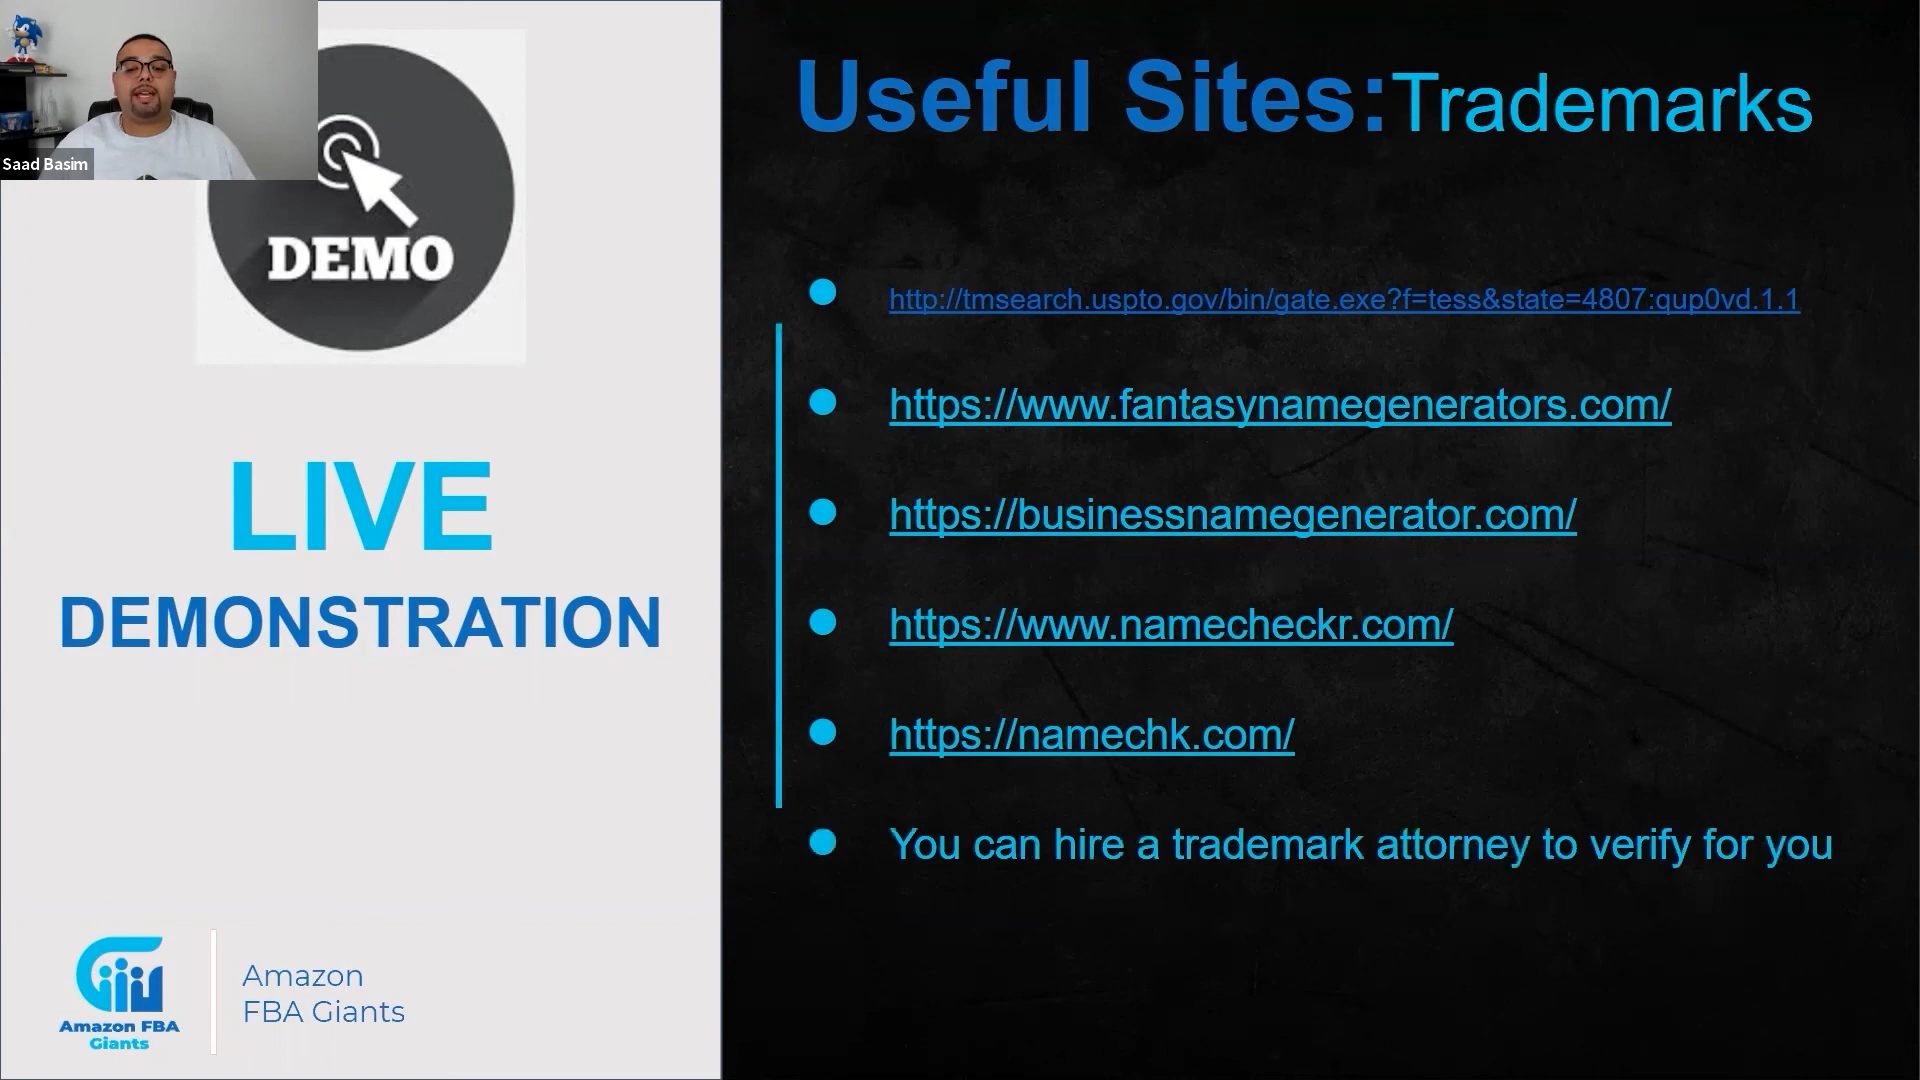 Saad Basim
DEMO
LIVE
DEMONSTRATION
Amazon FBA
Giants
Amazon
FBA Giants
Useful Sites:Trademarks
http://tmsearch.uspto.gov/bin/gate.exe?f=tess&state=4807:qup0vd.1.1
https://www.fantasynamegenerators.com/
https://businessnamegenerator.com/
https://www.namecheckr.com/
https://namechk.com/
You can hire a trademark attorney to verify for you